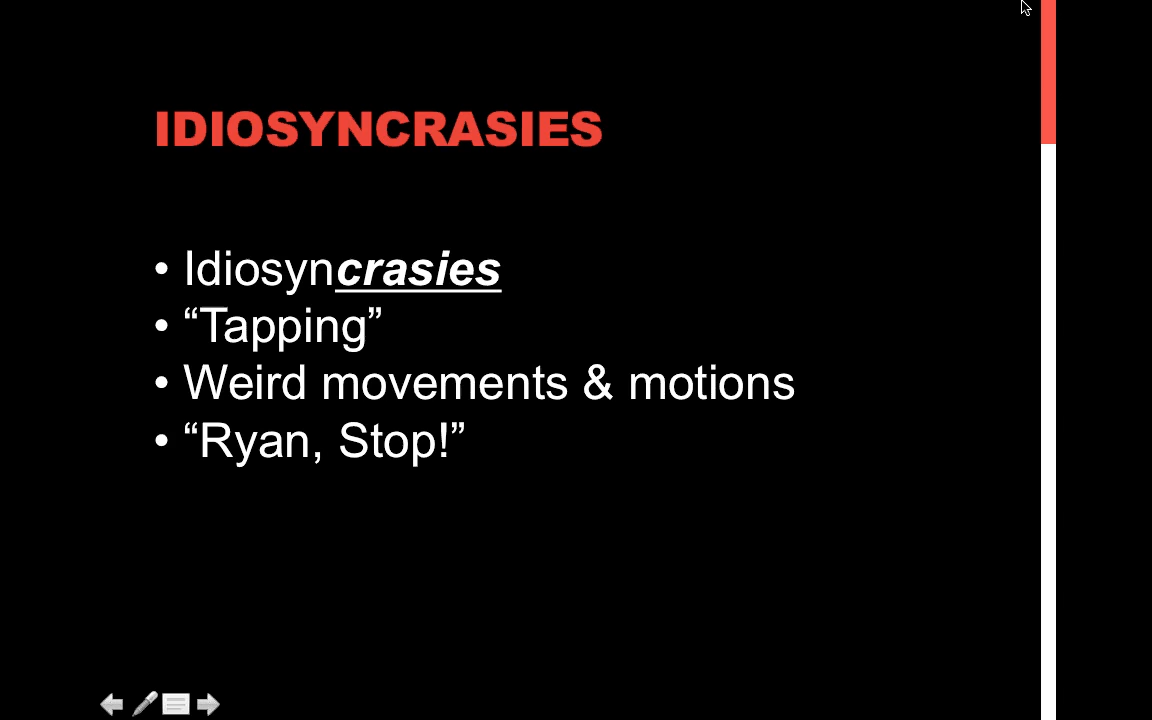 IDIOSYNCRASIES
• Idiosyncrasies
• “Tapping”
• Weird movements & motions
• “Ryan, Stop!”